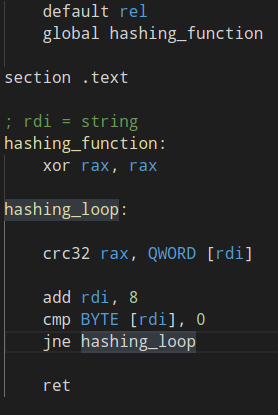 default rel
global hashing_function
section .text
; rdi = string
hashing_function:
xor rax, rax
hashing_loop:
crc32 rax, QWORD [rdi]
add rdi, 8
cmp BYTE [rdi], 0
jne hashing_loop
ret